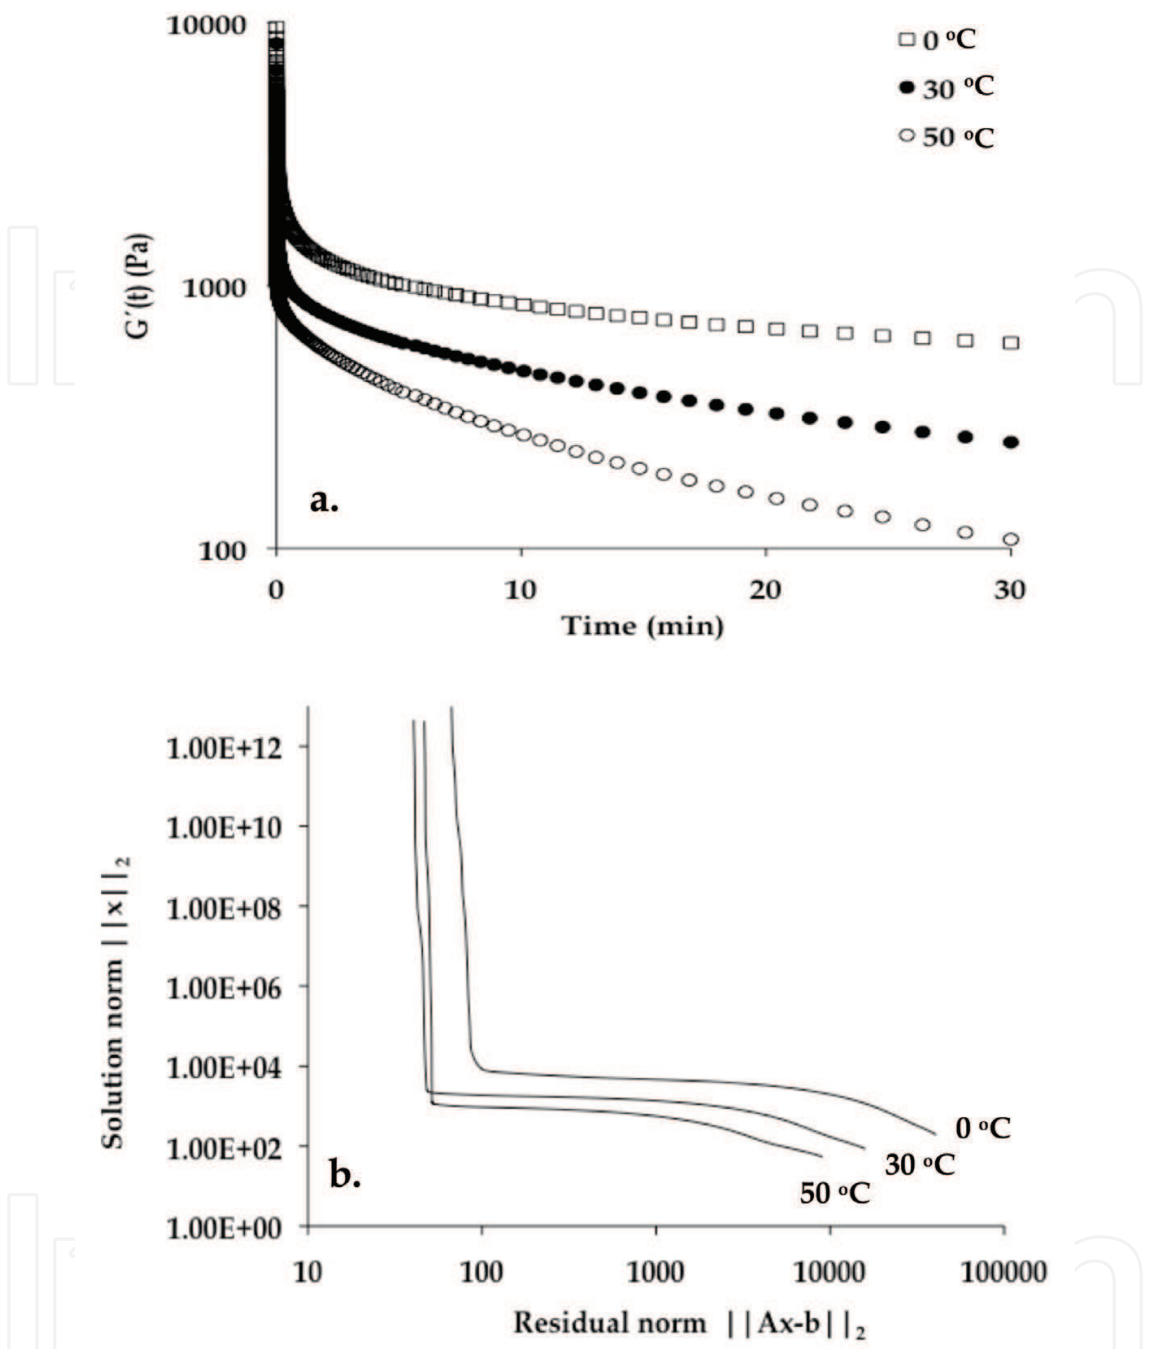 10000
□ 0 ºC
● 30 ºC
○ 50 ºC
G´(t) (Pa)
1000
a.
100
0 10 20 30
Time (min)
1.00E+12
1.00E+10
1.00E+08
Solution norm ||x||₂
1.00E+06
1.00E+04
0 ºC
1.00E+02
30 ºC
b.
50 ºC
1.00E+00
10 100 1000 10000 100000
Residual norm ||Ax-b||₂